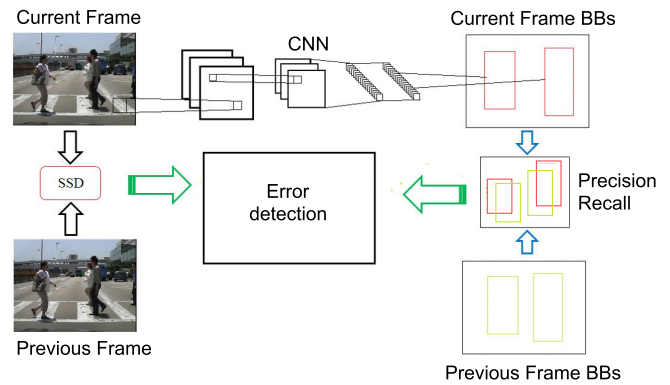 Current Frame
Current Frame BBs
CNN
SSD
Error
detection
Precision
Recall
Previous Frame
Previous Frame BBs